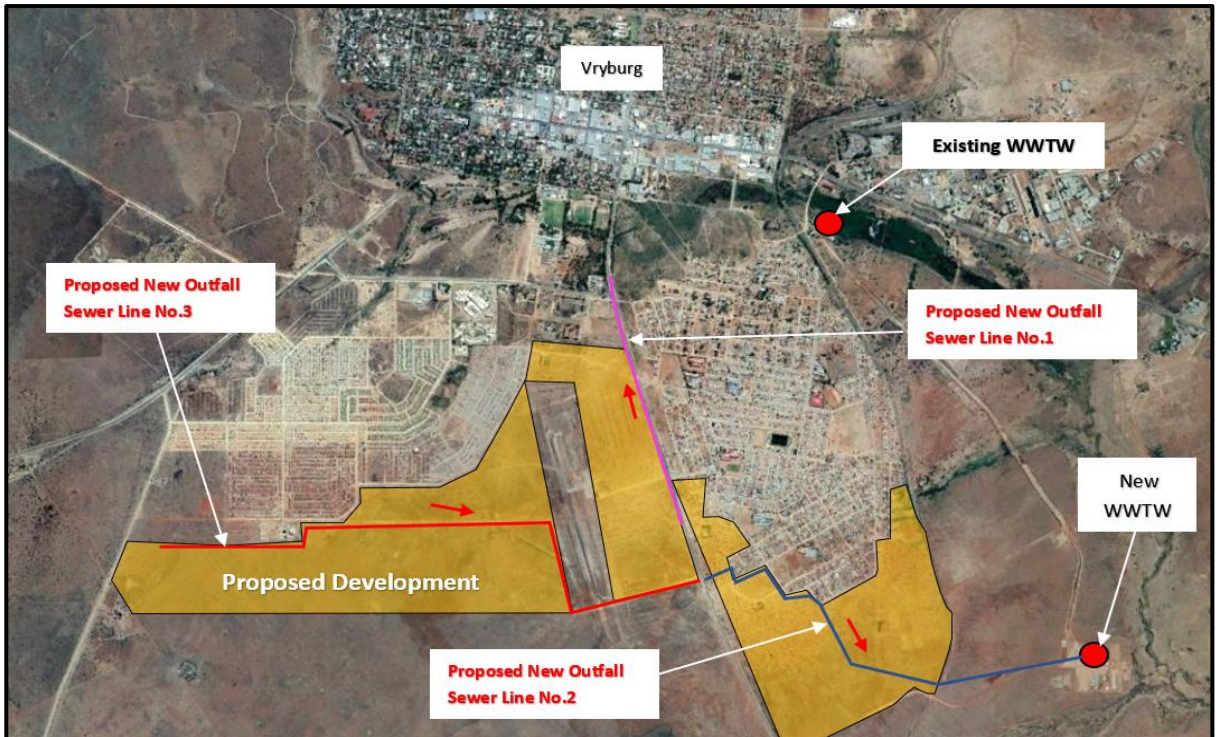 Vryburg
Existing WWTW
Proposed New Outfall
Sewer Line No.3
Proposed New Outfall
Sewer Line No.1
New
WWTW
Proposed Development
Proposed New Outfall
Sewer Line No.2